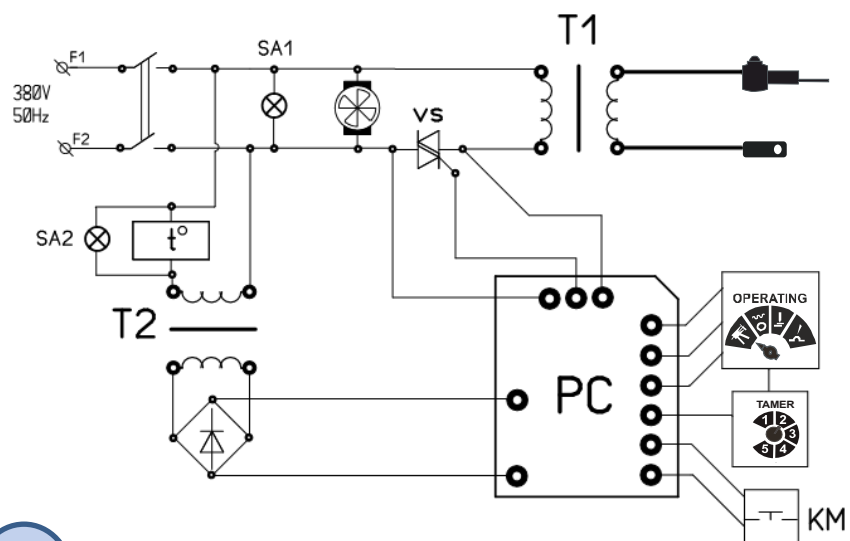 T1
SA1
F1
380V
50Hz
VS
F2
SA2
t°
OPERATING
T2
PC
TAMER
1 2 3 4 5
KM